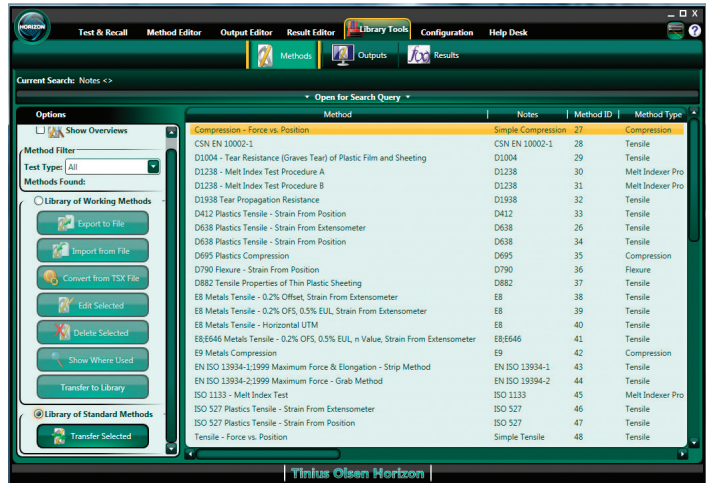 HORIZON
Test & Recall Method Editor Output Editor Result Editor Library Tools Configuration Help Desk
Methods Outputs f(x) Results
Current Search: Notes <>
Open for Search Query
Options
Show Overviews
Method Filter
Test Type: All
Methods Found:
Library of Working Methods
Export to File
Import from File
Convert from TSX File
Edit Selected
Delete Selected
Show Where Used
Transfer to Library
Library of Standard Methods
Transfer Selected
Method | Notes | Method ID | Method Type
Compression - Force vs. Position Simple Compression 27 Compression
CSN EN 10002-1 CSN EN 10002-1 28 Tensile
D1004 - Tear Resistance (Graves Tear) of Plastic Film and Sheeting D1004 29 Tensile
D1238 - Melt Index Test Procedure A D1238 30 Melt Indexer Pro
D1238 - Melt Index Test Procedure B D1238 31 Melt Indexer Pro
D1938 Tear Propagation Resistance D1938 32 Tensile
D412 Plastics Tensile - Strain From Position D412 33 Tensile
D638 Plastics Tensile - Strain From Extensometer D638 26 Tensile
D638 Plastics Tensile - Strain From Position D638 34 Tensile
D695 Plastics Compression D695 35 Compression
D790 Flexure - Strain From Position D790 36 Flexure
D882 Tensile Properties of Thin Plastic Sheeting D882 37 Tensile
E8 Metals Tensile - 0.2% Offset, Strain From Extensometer E8 38 Tensile
E8 Metals Tensile - 0.2% OFS, 0.5% EUL, Strain From Extensometer E8 39 Tensile
E8 Metals Tensile - Horizontal UTM E8 40 Tensile
E8;E646 Metals Tensile - 0.2% OFS, 0.5% EUL, n Value, Strain From Extensometer E8;E646 41 Tensile
E9 Metals Compression E9 42 Compression
EN ISO 13934-1;1999 Maximum Force & Elongation - Strip Method EN ISO 13934-1 43 Tensile
EN ISO 13934-2;1999 Maximum Force - Grab Method EN ISO 19394-2 44 Tensile
ISO 1133 - Melt Index Test ISO 1133 45 Melt Indexer Pro
ISO 527 Plastics Tensile - Strain From Extensometer ISO 527 46 Tensile
ISO 527 Plastics Tensile - Strain From Position ISO 527 47 Tensile
Tensile - Force vs. Position Simple Tensile 48 Tensile
Tinius Olsen Horizon